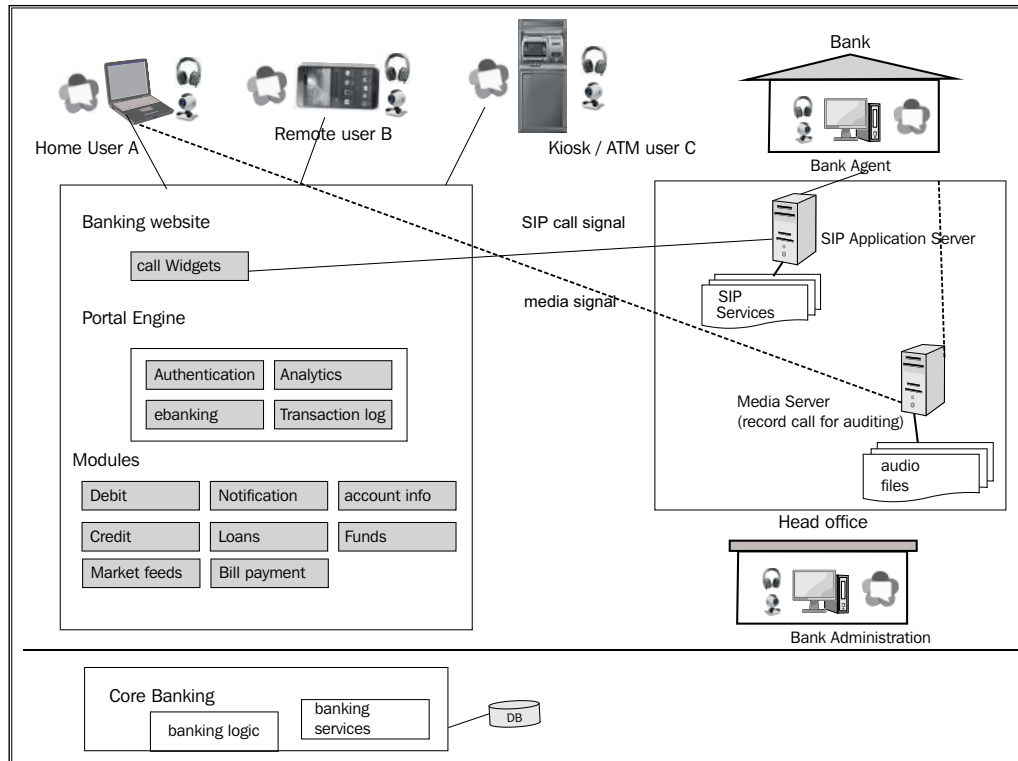 Bank
Home User A
Remote user B
Kiosk / ATM user C
Bank Agent
Banking website
call Widgets
SIP call signal
SIP Application Server
SIP
Services
media signal
Portal Engine
Authentication
Analytics
ebanking
Transaction log
Media Server
(record call for auditing)
audio
files
Modules
Debit
Notification
account info
Credit
Loans
Funds
Market feeds
Bill payment
Head office
Bank Administration
Core Banking
banking logic
banking
services
DB